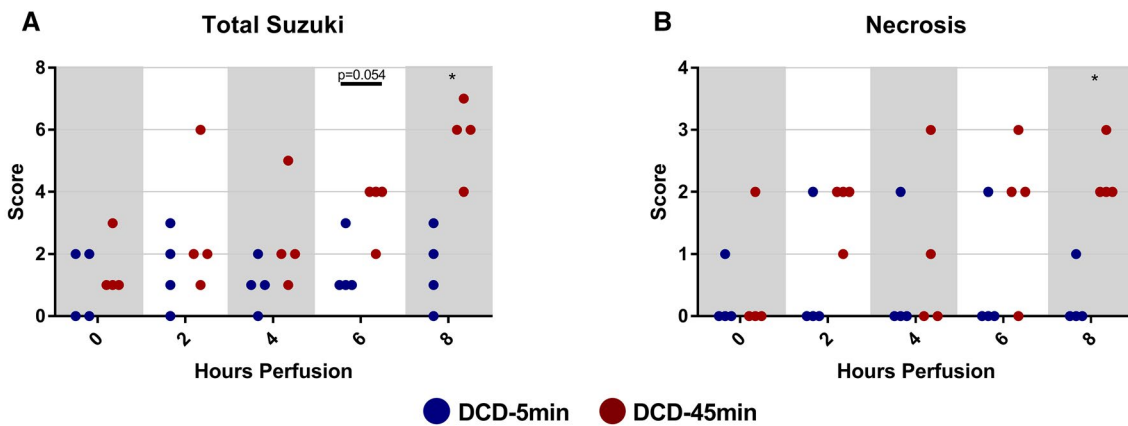 A Total Suzuki
8
6
4
2
0
Score
p=0.054
*
0 2 4 6 8
Hours Perfusion
B Necrosis
4
3
2
1
0
Score
*
0 2 4 6 8
Hours Perfusion
DCD-5min DCD-45min